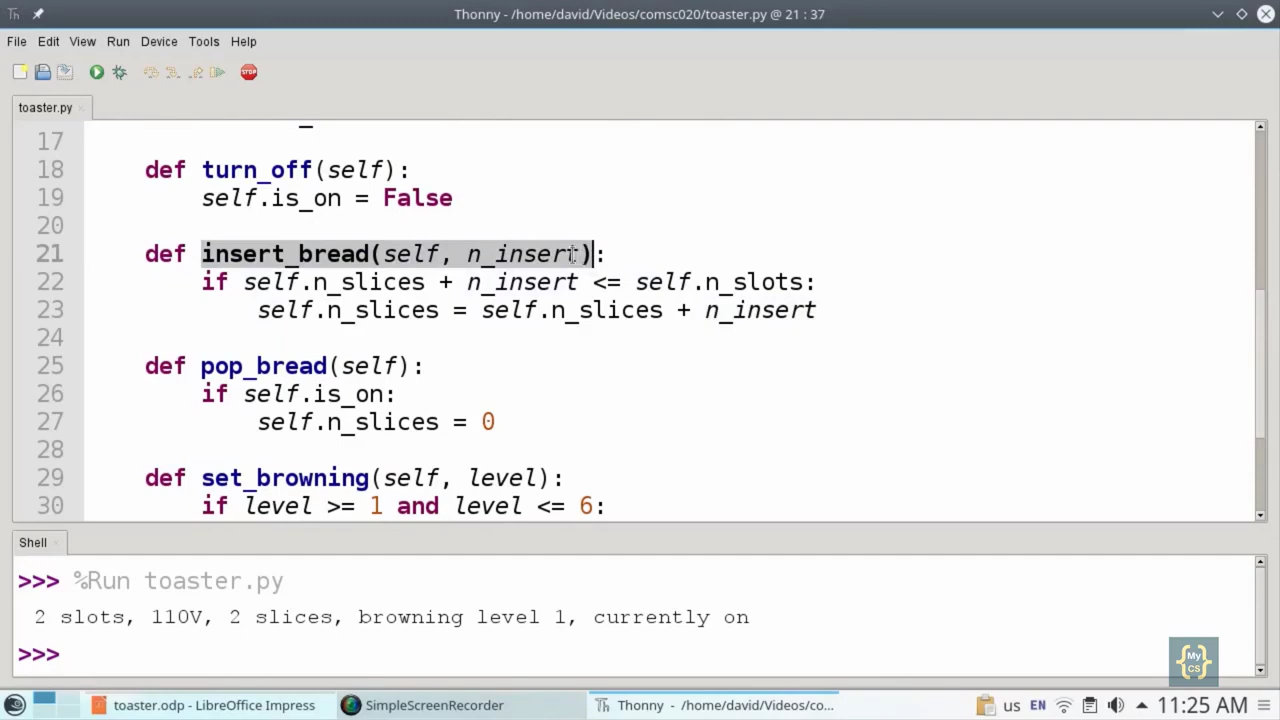 Thonny - /home/david/Videos/comsc020/toaster.py @ 21 : 37
File Edit View Run Device Tools Help
STOP
toaster.py
17
18 def turn_off(self):
19 self.is_on = False
20
21 def insert_bread(self, n_insert):
22 if self.n_slices + n_insert <= self.n_slots:
23 self.n_slices = self.n_slices + n_insert
24
25 def pop_bread(self):
26 if self.is_on:
27 self.n_slices = 0
28
29 def set_browning(self, level):
30 if level >= 1 and level <= 6:
Shell
>>> %Run toaster.py
2 slots, 110V, 2 slices, browning level 1, currently on
>>>
{My CS}
toaster.odp - LibreOffice Impress SimpleScreenRecorder Th Thonny - /home/david/Videos/co... us EN 11:25 AM